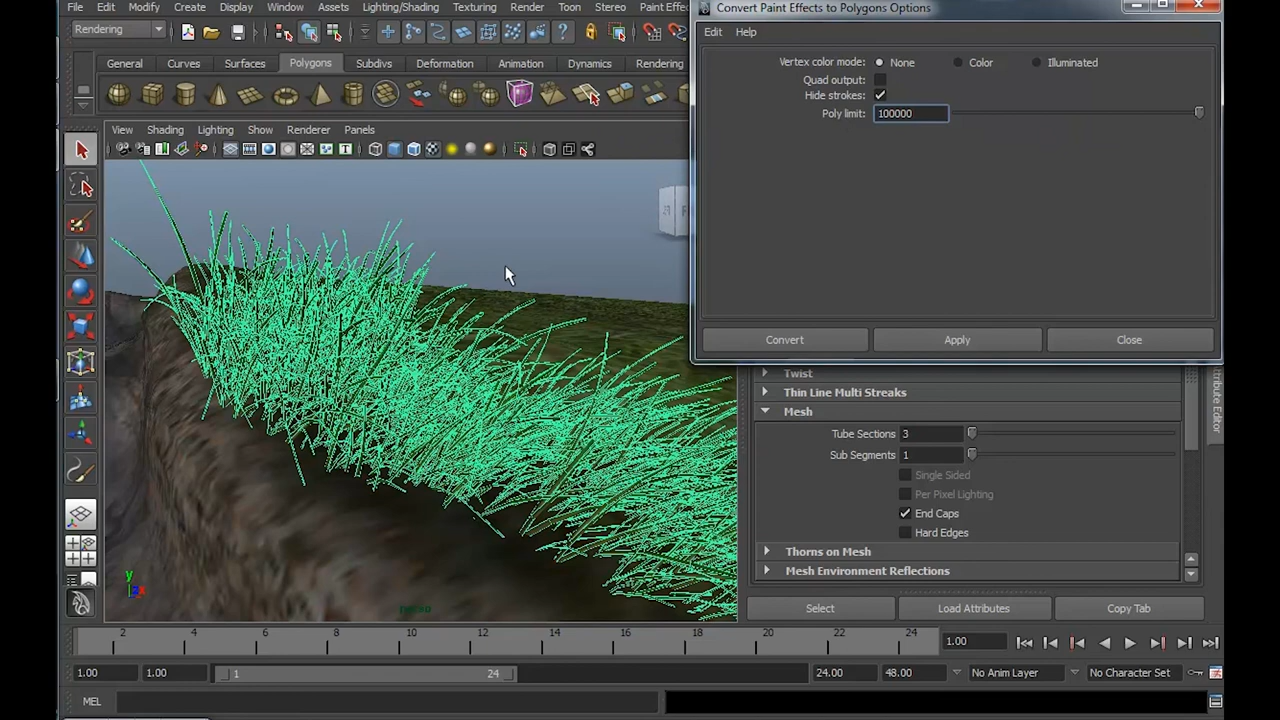 File Edit Modify Create Display Window Assets Lighting/Shading Texturing Render Toon Stereo Paint Effe
Convert Paint Effects to Polygons Options
Rendering
Edit Help
General Curves Surfaces Polygons Subdivs Deformation Animation Dynamics Rendering
Vertex color mode: None Color Illuminated
Quad output:
Hide strokes:
Poly limit: 100000
View Shading Lighting Show Renderer Panels
Convert Apply Close
Twist
Thin Line Multi Streaks
Mesh
Tube Sections 3
Sub Segments 1
Single Sided
Per Pixel Lighting
End Caps
Hard Edges
Thorns on Mesh
Mesh Environment Reflections
Attribute Editor
y
z x
persp
Select Load Attributes Copy Tab
2 4 6 8 10 12 14 16 18 20 22 24 1.00
1.00 1.00 1 24 24.00 48.00 No Anim Layer No Character Set
MEL